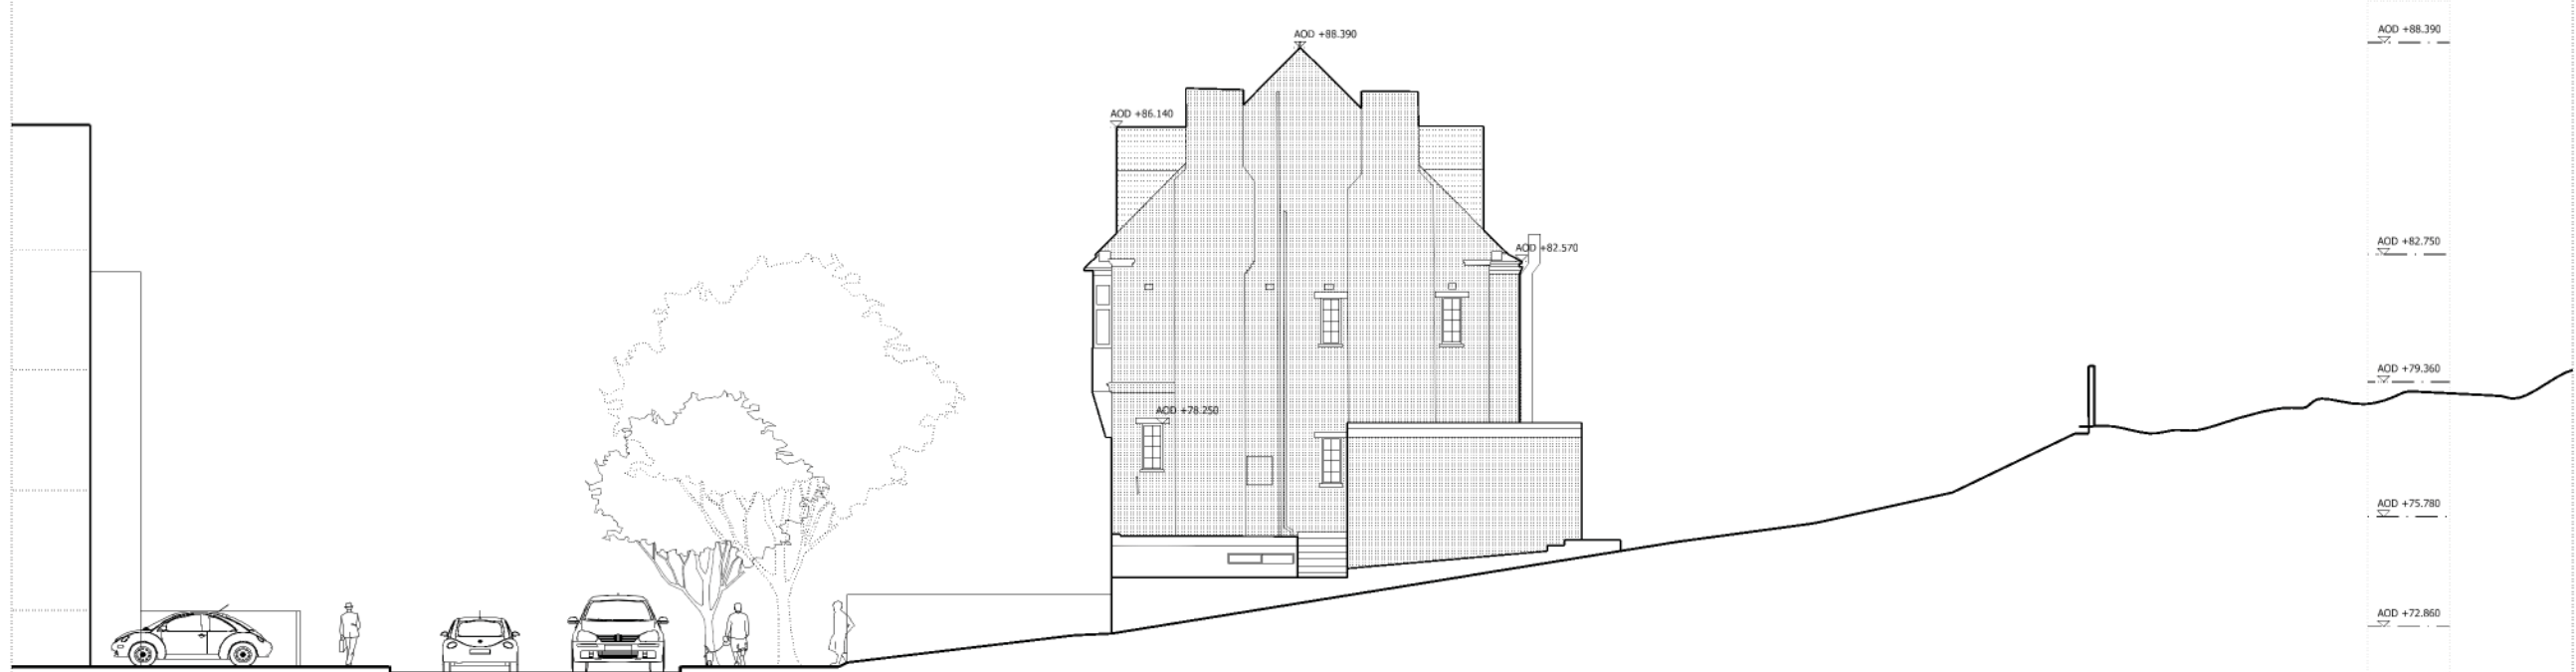 AOD +88.390
AOD +88.390
AOD +86.140
AOD +82.750
AOD +82.570
AOD +79.360
AOD +78.250
AOD +75.780
AOD +72.860